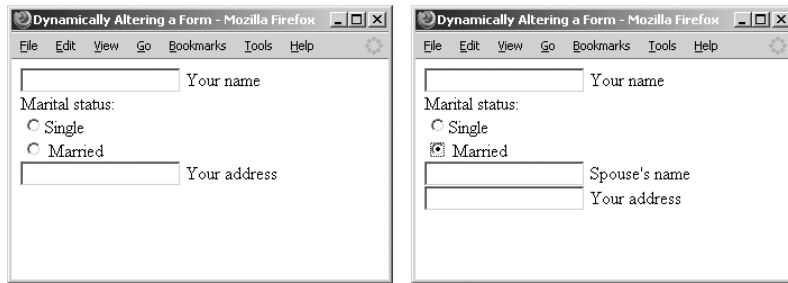 Dynamically Altering a Form - Mozilla Firefox
File Edit View Go Bookmarks Tools Help
Your name
Marital status:
Single
Married
Your address
Dynamically Altering a Form - Mozilla Firefox
File Edit View Go Bookmarks Tools Help
Your name
Marital status:
Single
Married
Spouse's name
Your address